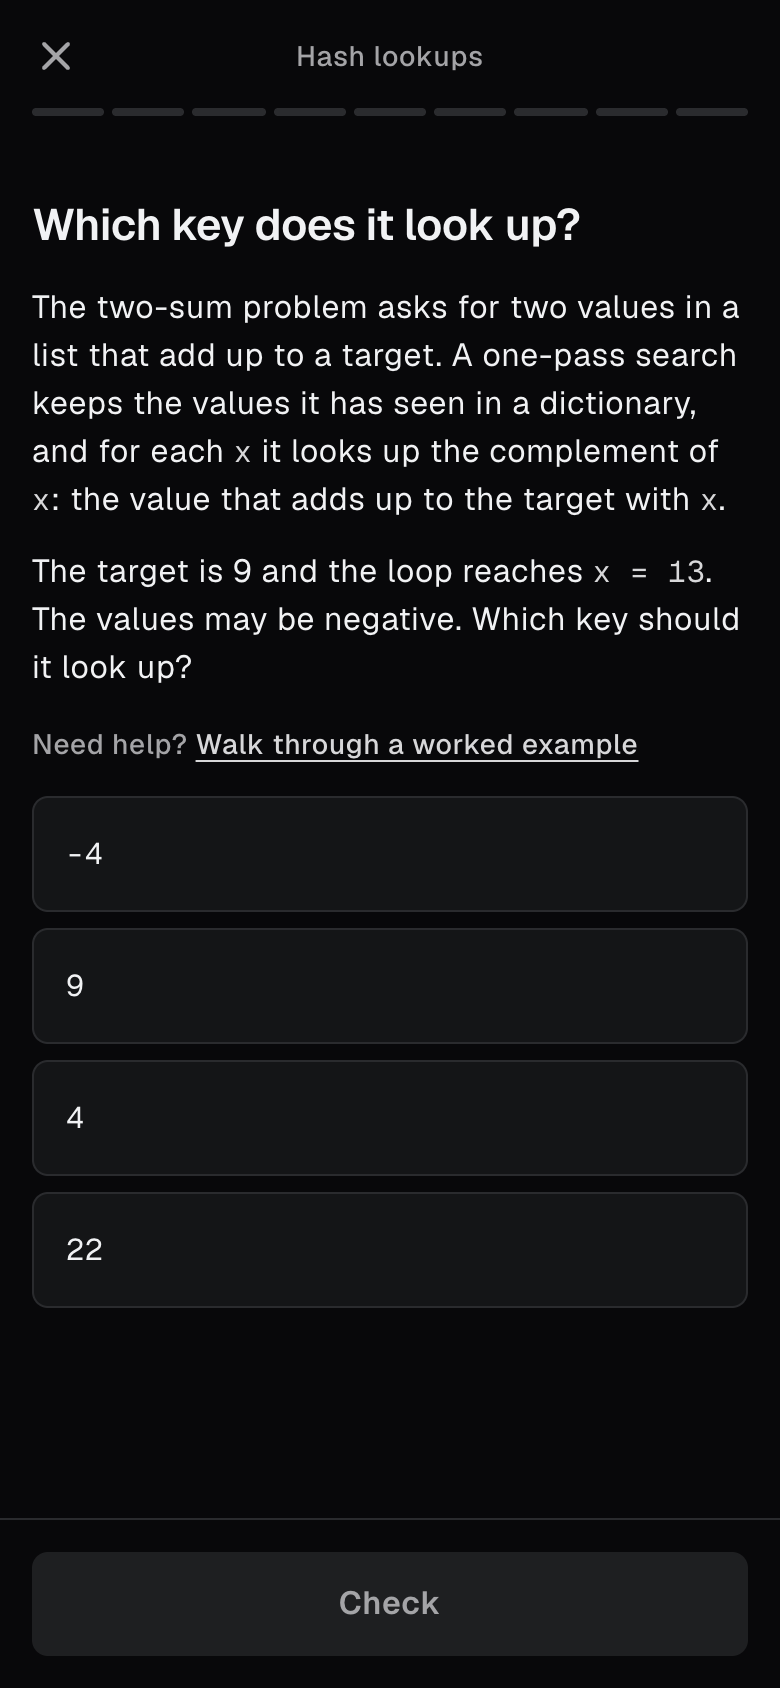 Hash lookups
Which key does it look up?
The two-sum problem asks for two values in a
list that add up to a target. A one-pass search
keeps the values it has seen in a dictionary,
and for each x it looks up the complement of
x: the value that adds up to the target with x.
The target is 9 and the loop reaches x = 13.
The values may be negative. Which key should
it look up?
Need help? Walk through a worked example
-4
9
4
22
Check